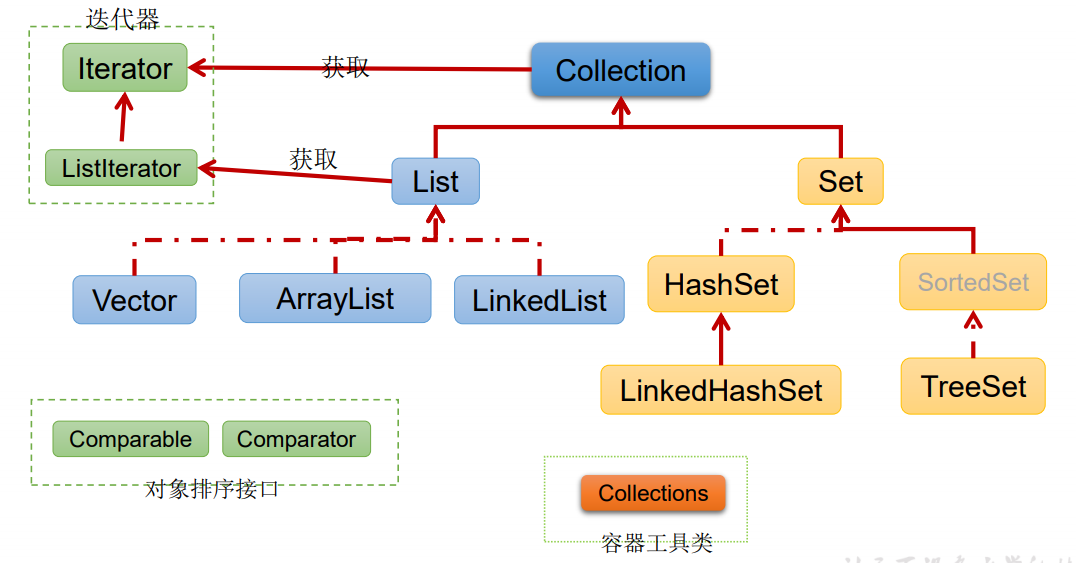 迭代器
Iterator
获取
Collection
ListIterator
获取
List
Set
Vector
ArrayList
LinkedList
HashSet
SortedSet
LinkedHashSet
TreeSet
Comparable
Comparator
对象排序接口
Collections
容器工具类